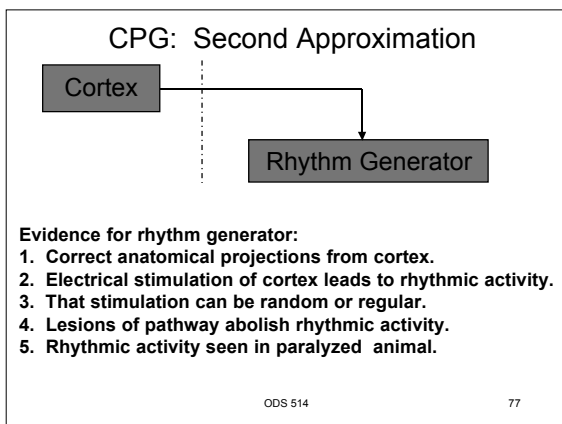 CPG: Second Approximation
Cortex
Rhythm Generator
Evidence for rhythm generator:
1. Correct anatomical projections from cortex.
2. Electrical stimulation of cortex leads to rhythmic activity.
3. That stimulation can be random or regular.
4. Lesions of pathway abolish rhythmic activity.
5. Rhythmic activity seen in paralyzed animal.
ODS 514 77